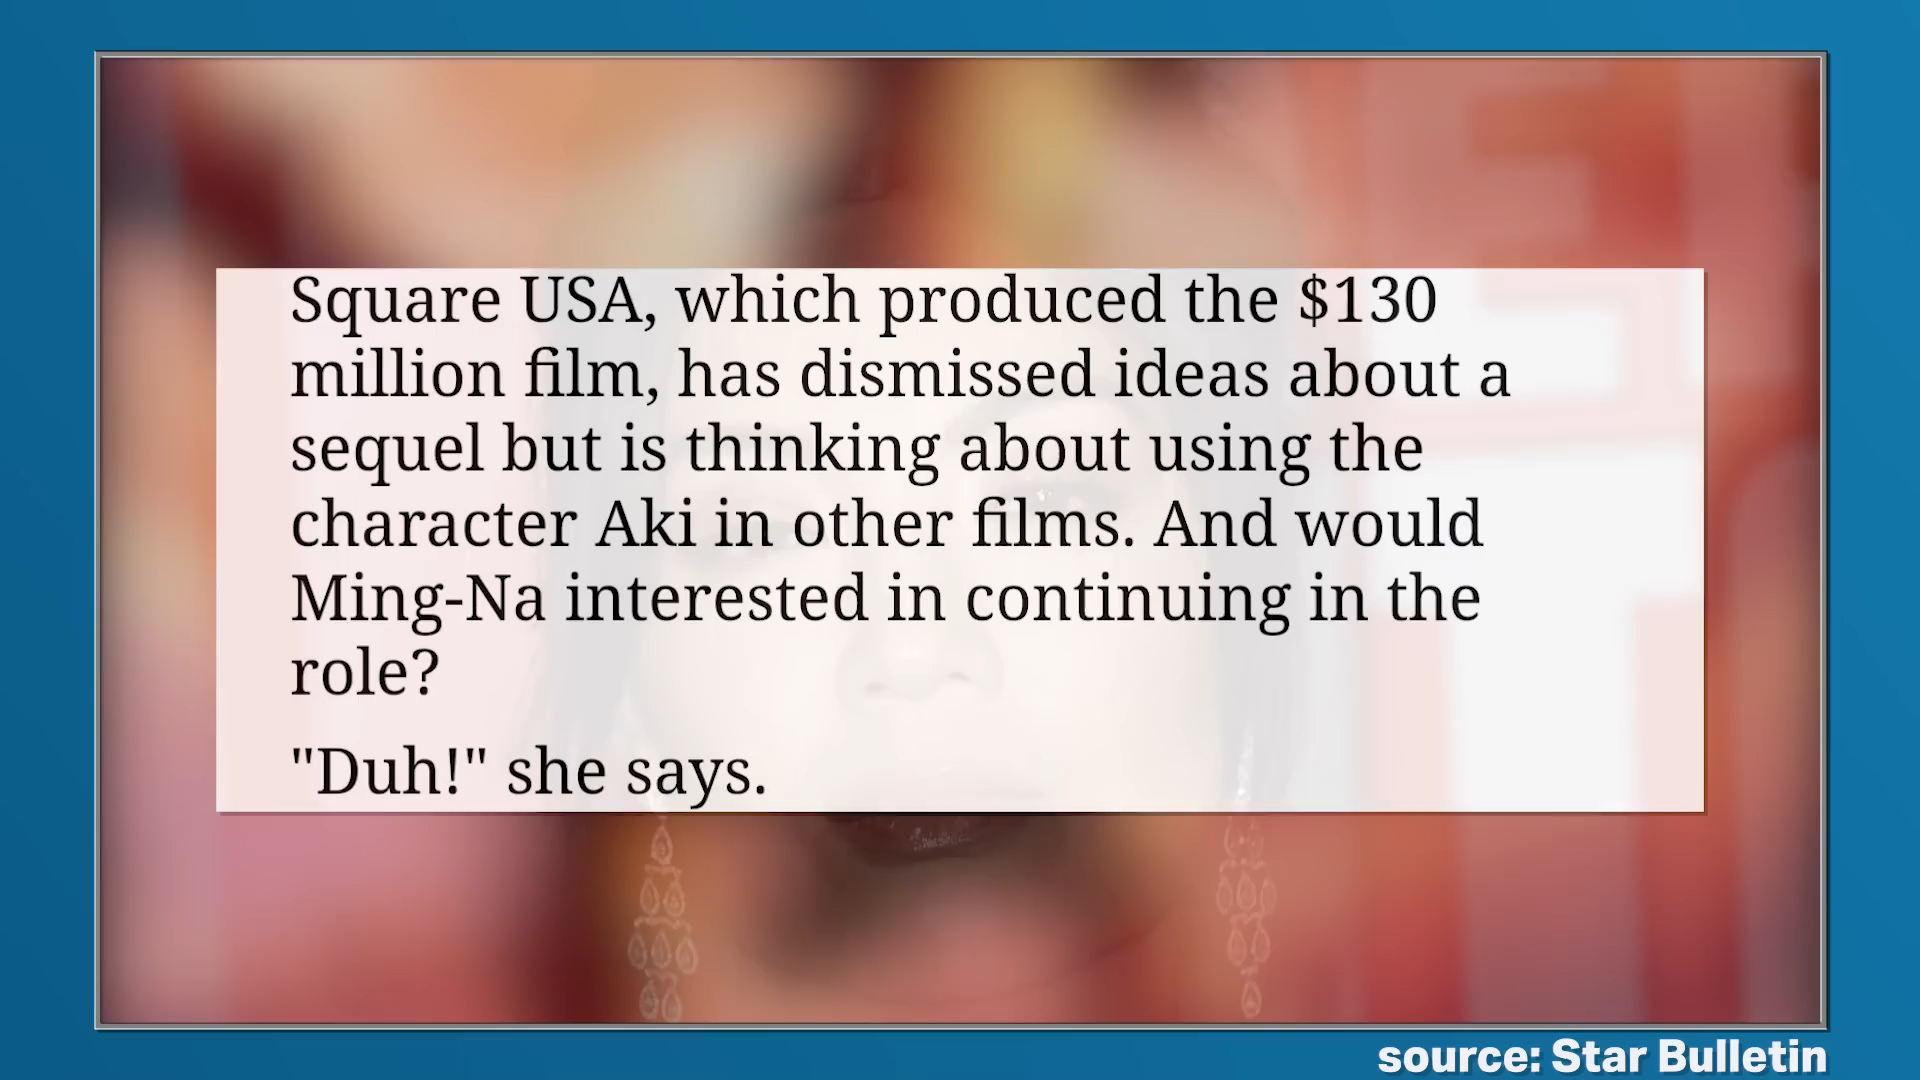 Square USA, which produced the $130
million film, has dismissed ideas about a
sequel but is thinking about using the
character Aki in other films. And would
Ming-Na interested in continuing in the
role?
"Duh!" she says.
source: Star Bulletin